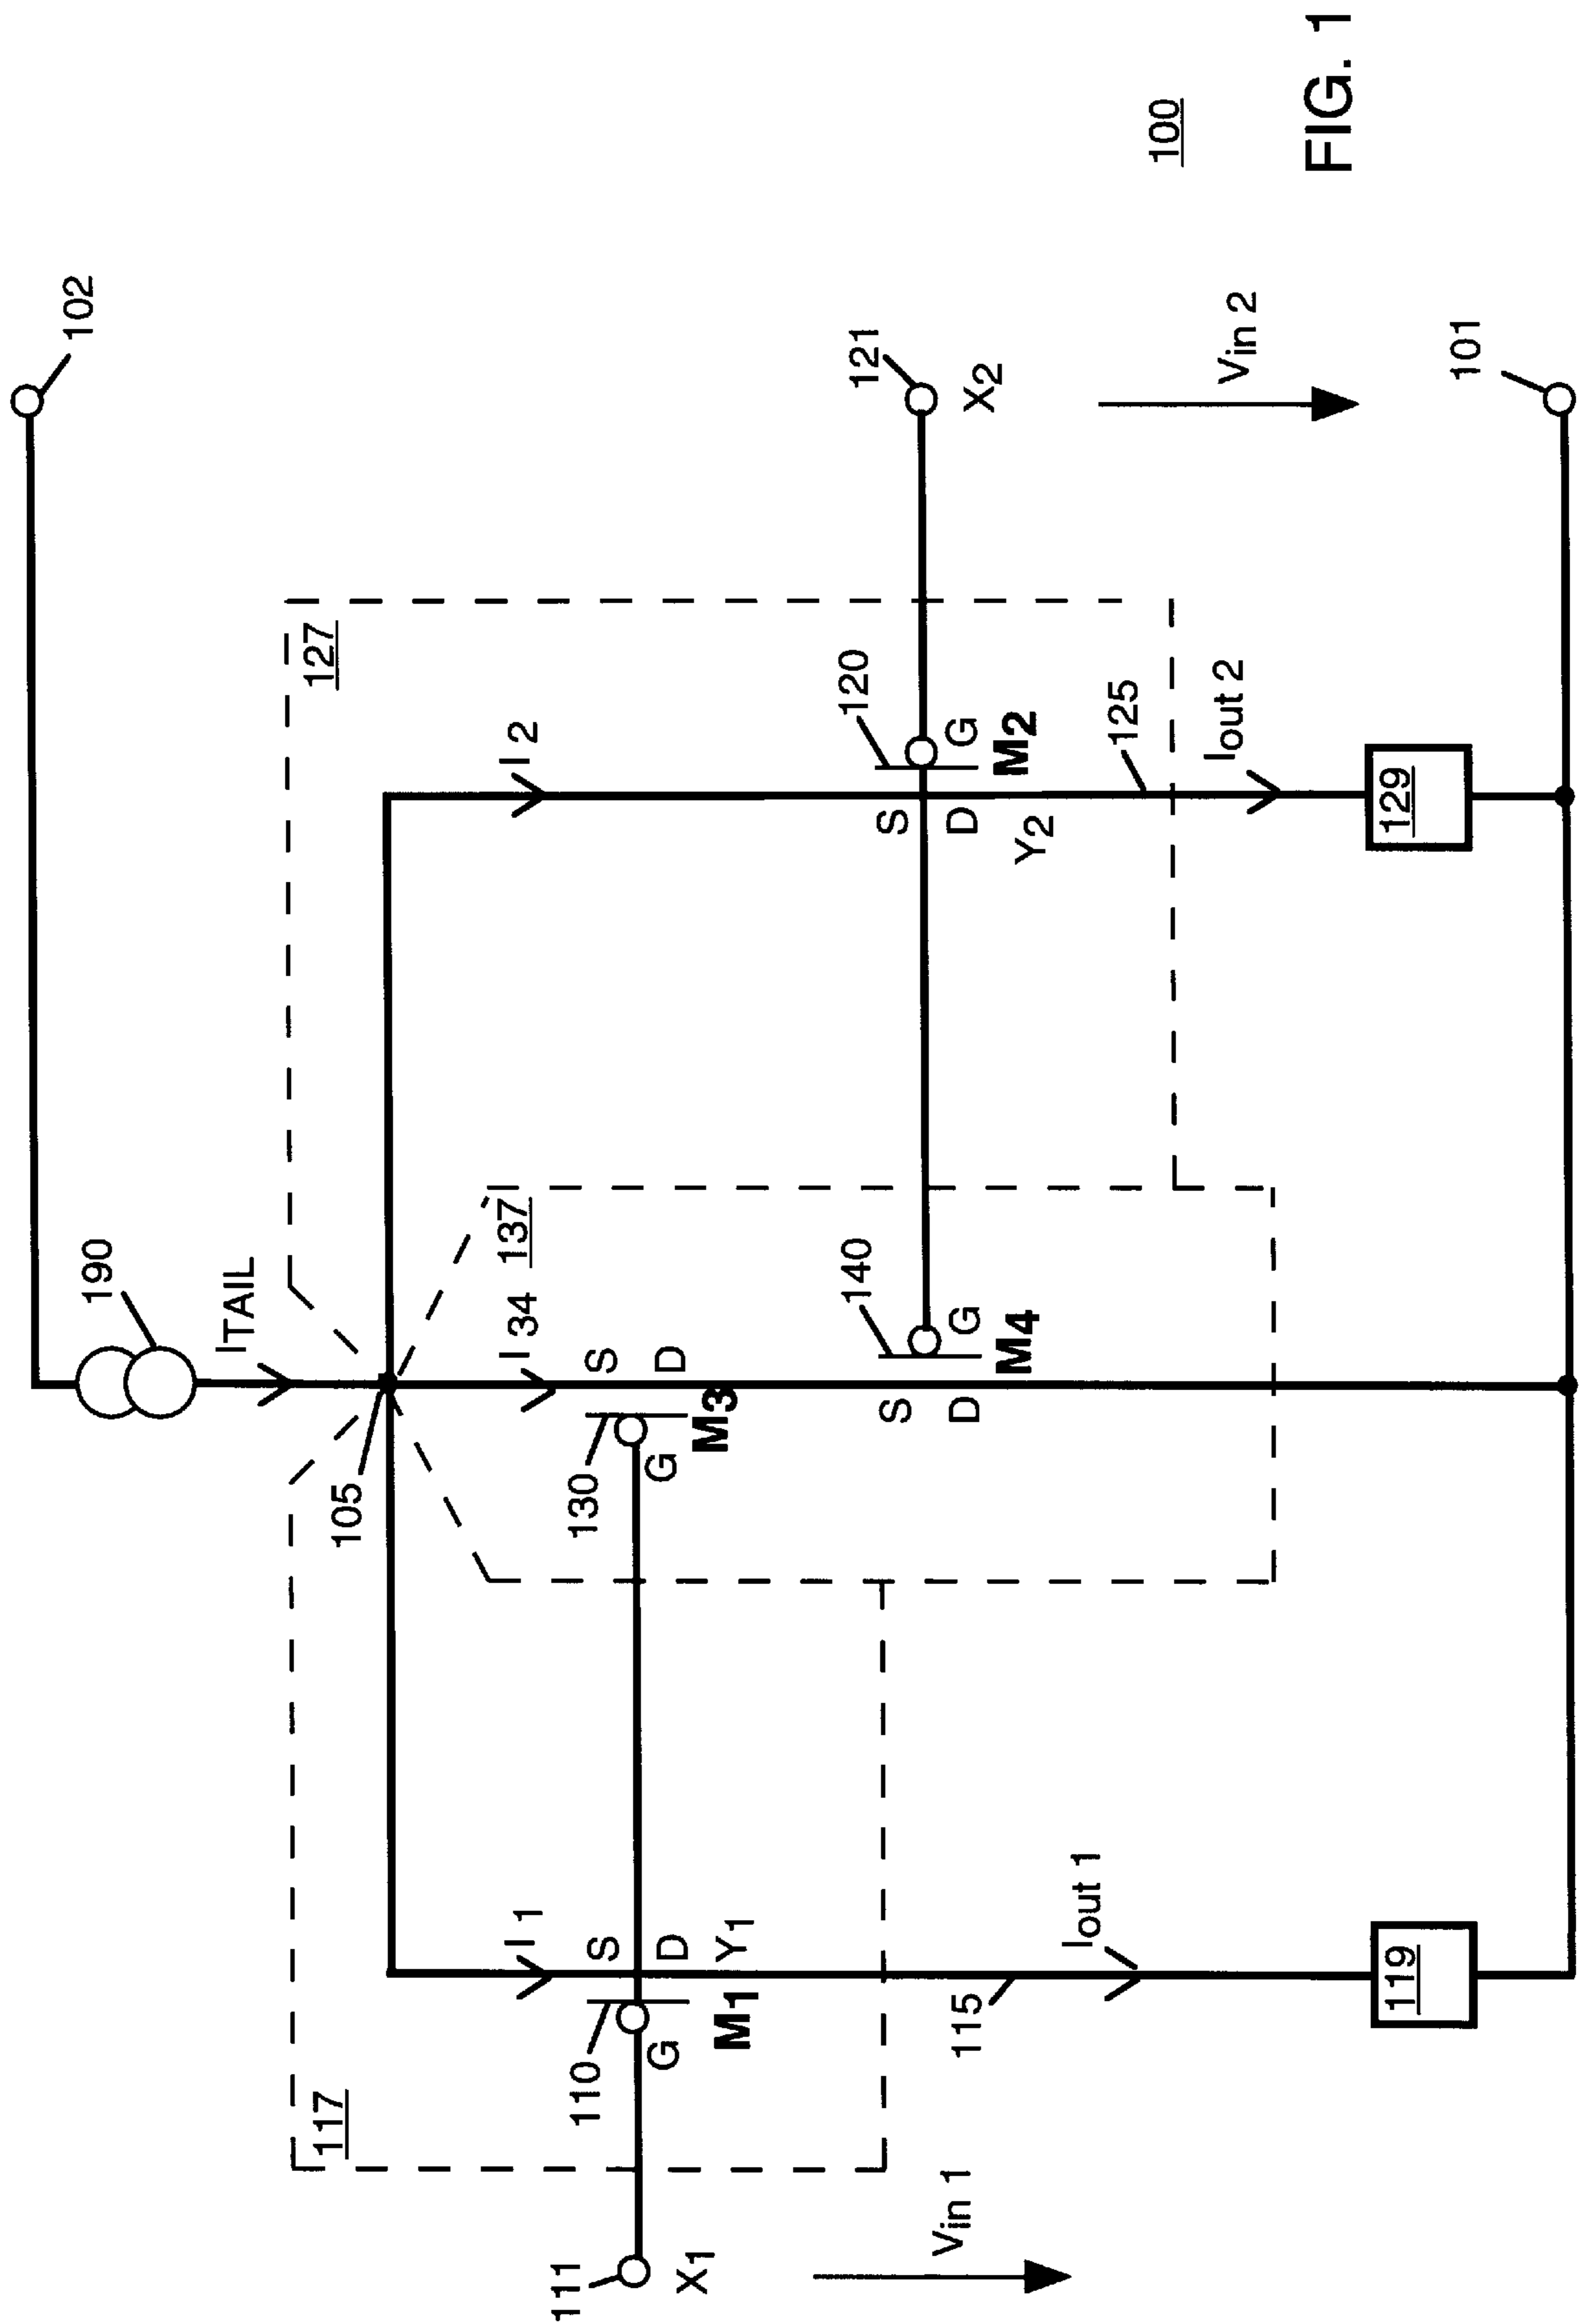 102
190
I TAIL
105
127
117
137
I 1
I 34
I 2
110
S
G
D
M1
Y1
130
S
G
D
M3
140
S
G
D
M4
120
S
G
D
M2
Y2
111
X1
121
X2
Vin 1
Vin 2
115
Iout 1
125
Iout 2
119
129
101
100
FIG. 1